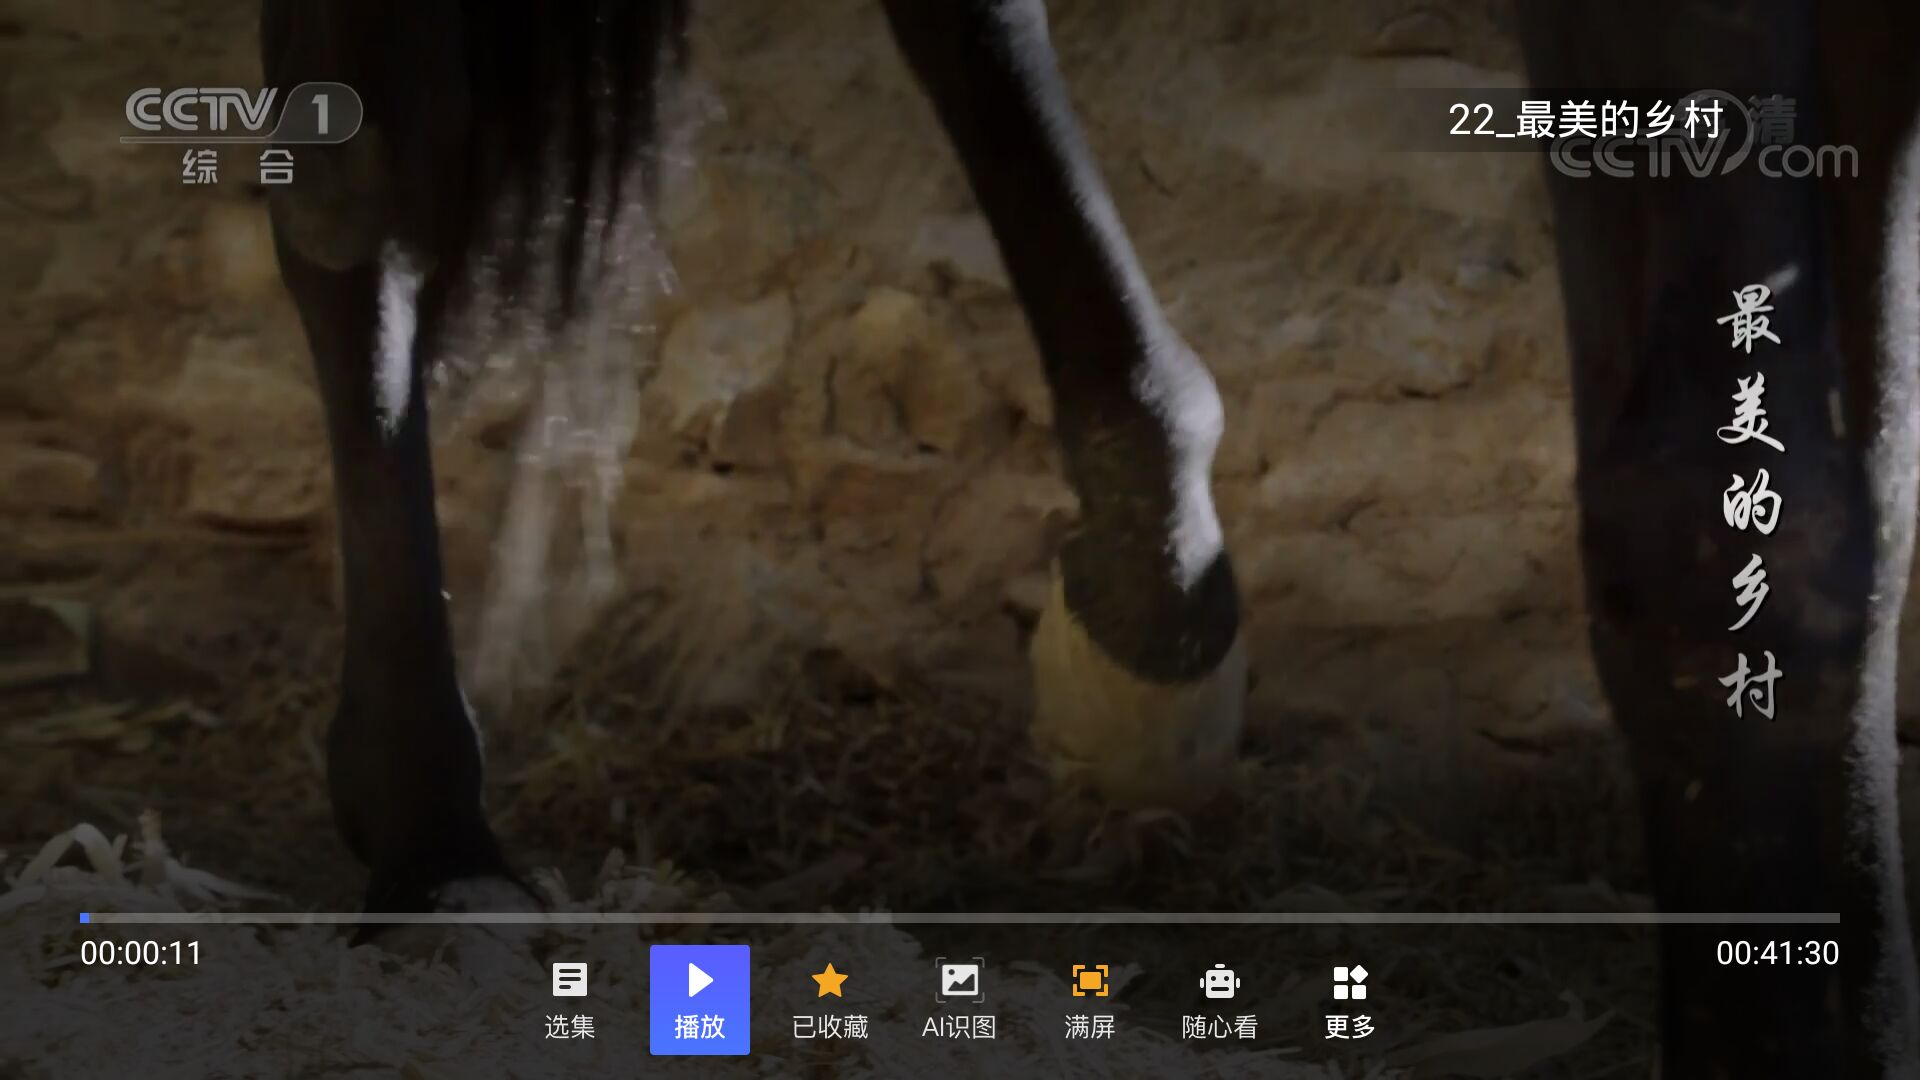 CCTV 1
综合
22_最美的乡村
清
CCTV.com
最美的乡村
00:00:11
00:41:30
选集
播放
已收藏
AI识图
满屏
随心看
更多